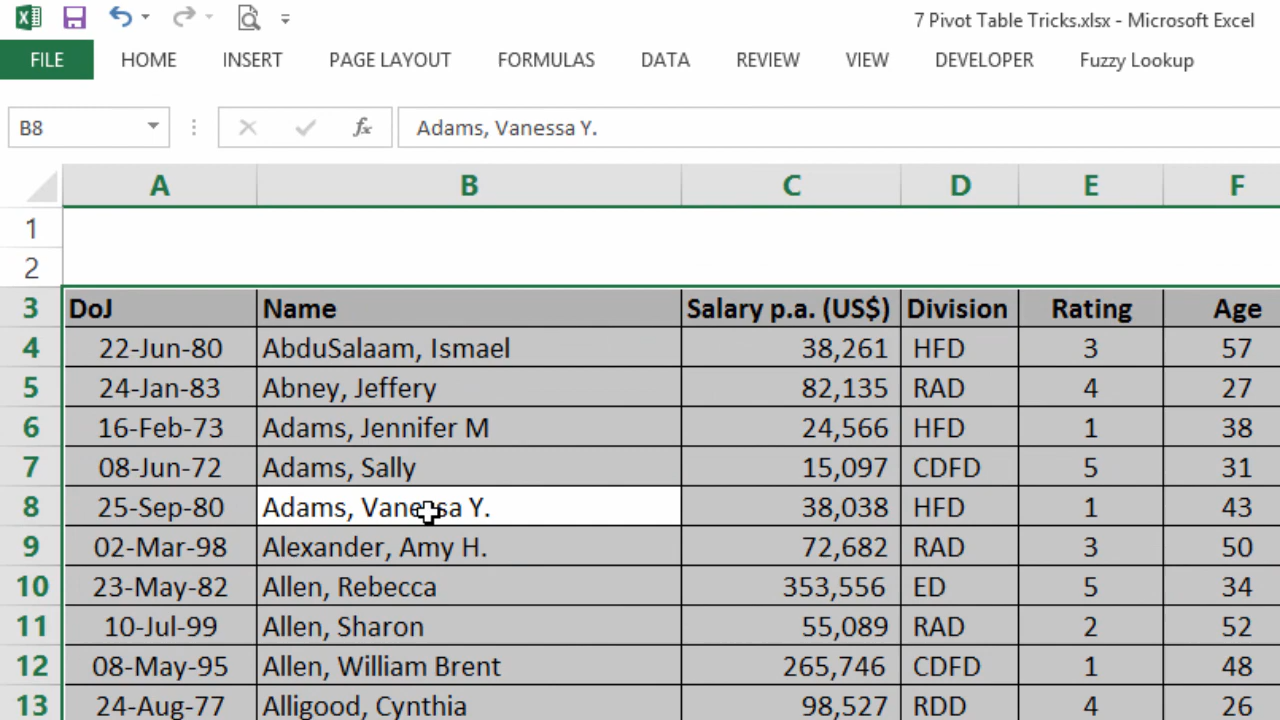 7 Pivot Table Tricks.xlsx - Microsoft Excel
FILE HOME INSERT PAGE LAYOUT FORMULAS DATA REVIEW VIEW DEVELOPER Fuzzy Lookup
B8 fx Adams, Vanessa Y.
A B C D E F
1
2
3 DoJ Name Salary p.a. (US$) Division Rating Age
4 22-Jun-80 AbduSalaam, Ismael 38,261 HFD 3 57
5 24-Jan-83 Abney, Jeffery 82,135 RAD 4 27
6 16-Feb-73 Adams, Jennifer M 24,566 HFD 1 38
7 08-Jun-72 Adams, Sally 15,097 CDFD 5 31
8 25-Sep-80 Adams, Vanessa Y. 38,038 HFD 1 43
9 02-Mar-98 Alexander, Amy H. 72,682 RAD 3 50
10 23-May-82 Allen, Rebecca 353,556 ED 5 34
11 10-Jul-99 Allen, Sharon 55,089 RAD 2 52
12 08-May-95 Allen, William Brent 265,746 CDFD 1 48
13 24-Aug-77 Alligood, Cynthia 98,527 RDD 4 26